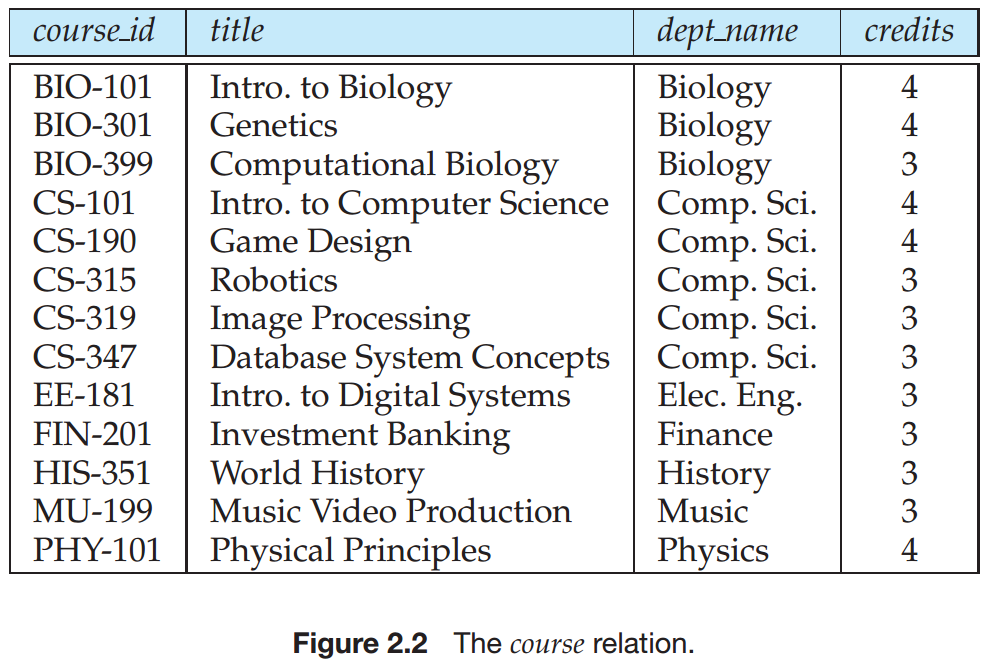 course_id title dept_name credits
BIO-101 Intro. to Biology Biology 4
BIO-301 Genetics Biology 4
BIO-399 Computational Biology Biology 3
CS-101 Intro. to Computer Science Comp. Sci. 4
CS-190 Game Design Comp. Sci. 4
CS-315 Robotics Comp. Sci. 3
CS-319 Image Processing Comp. Sci. 3
CS-347 Database System Concepts Comp. Sci. 3
EE-181 Intro. to Digital Systems Elec. Eng. 3
FIN-201 Investment Banking Finance 3
HIS-351 World History History 3
MU-199 Music Video Production Music 3
PHY-101 Physical Principles Physics 4
Figure 2.2 The course relation.